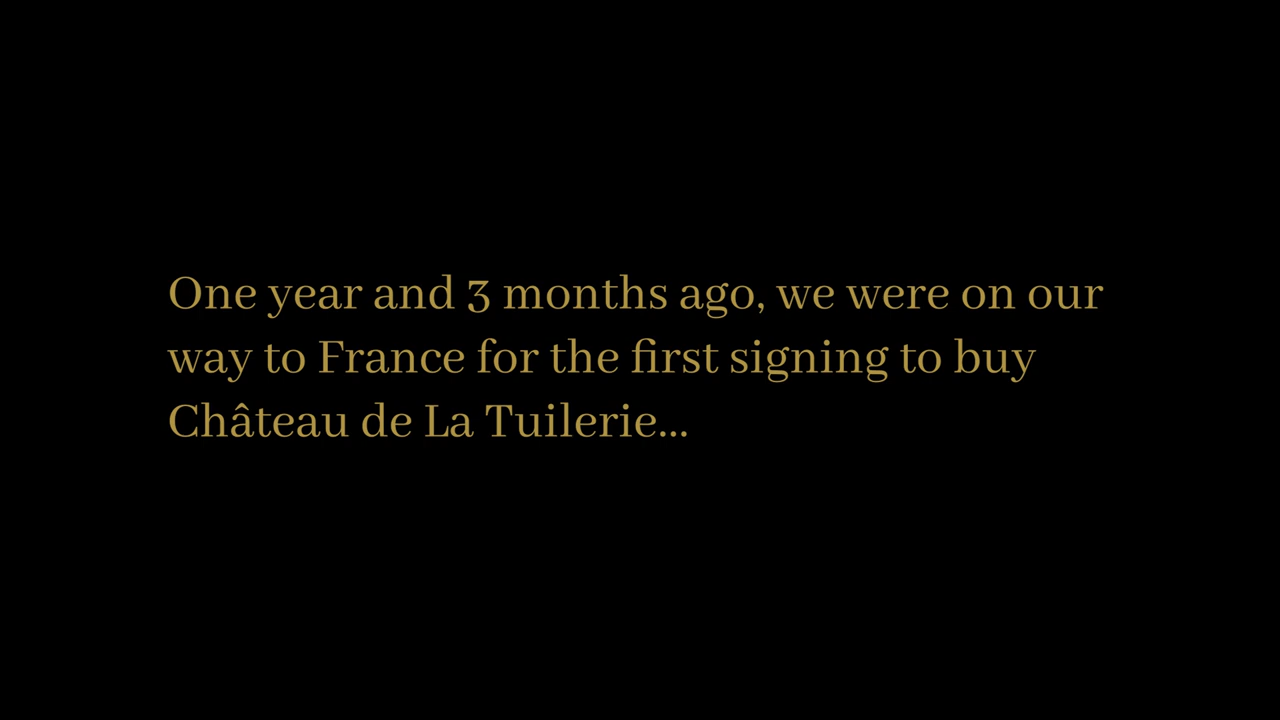 One year and 3 months ago, we were on our
way to France for the first signing to buy
Château de La Tuilerie...